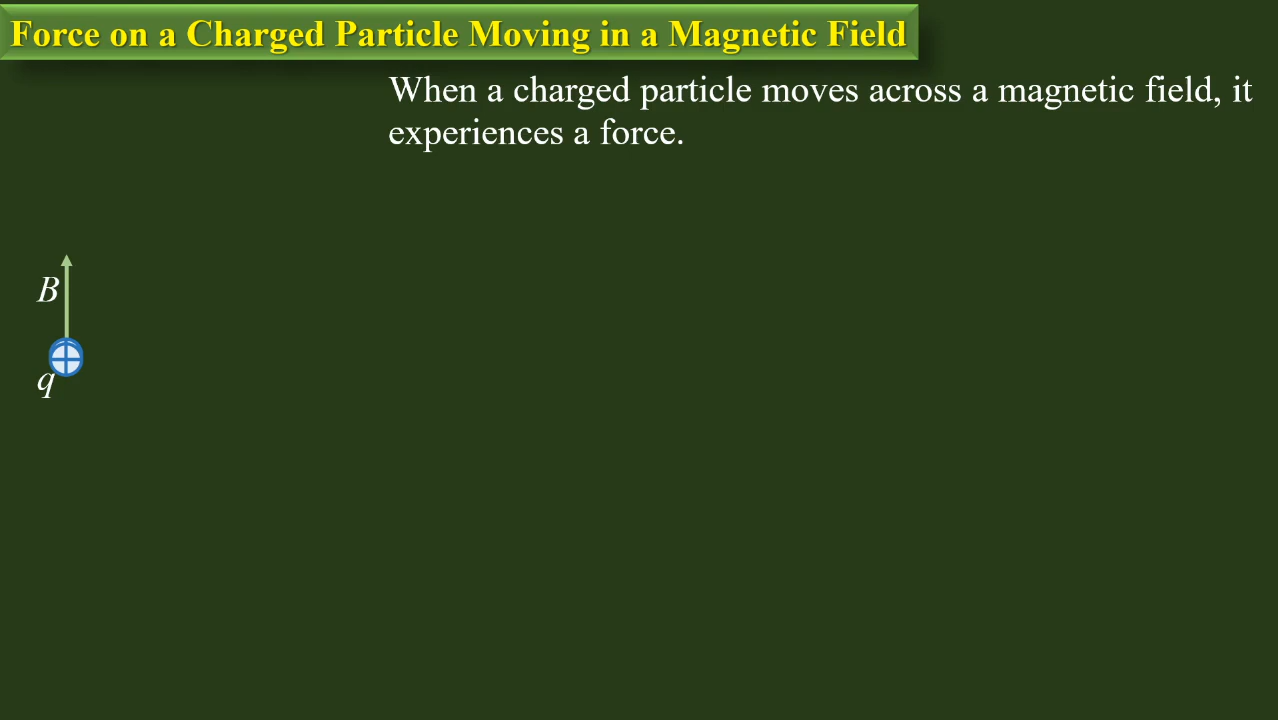 Force on a Charged Particle Moving in a Magnetic Field
When a charged particle moves across a magnetic field, it
experiences a force.
B
q